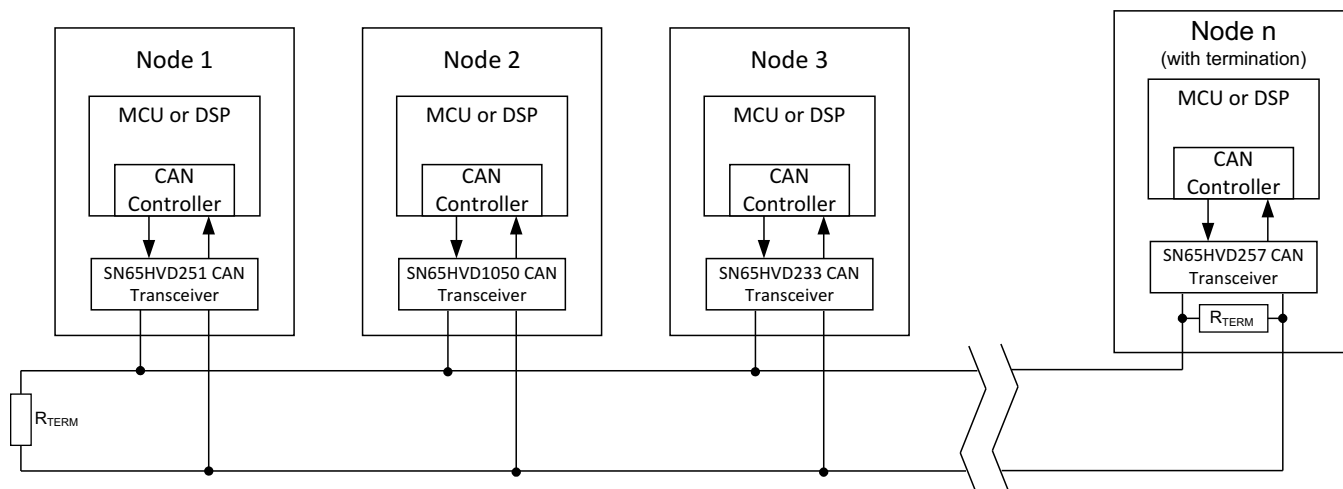 Node 1
MCU or DSP
CAN
Controller
SN65HVD251 CAN
Transceiver
Node 2
MCU or DSP
CAN
Controller
SN65HVD1050 CAN
Transceiver
Node 3
MCU or DSP
CAN
Controller
SN65HVD233 CAN
Transceiver
Node n
(with termination)
MCU or DSP
CAN
Controller
SN65HVD257 CAN
Transceiver
RTERM
RTERM